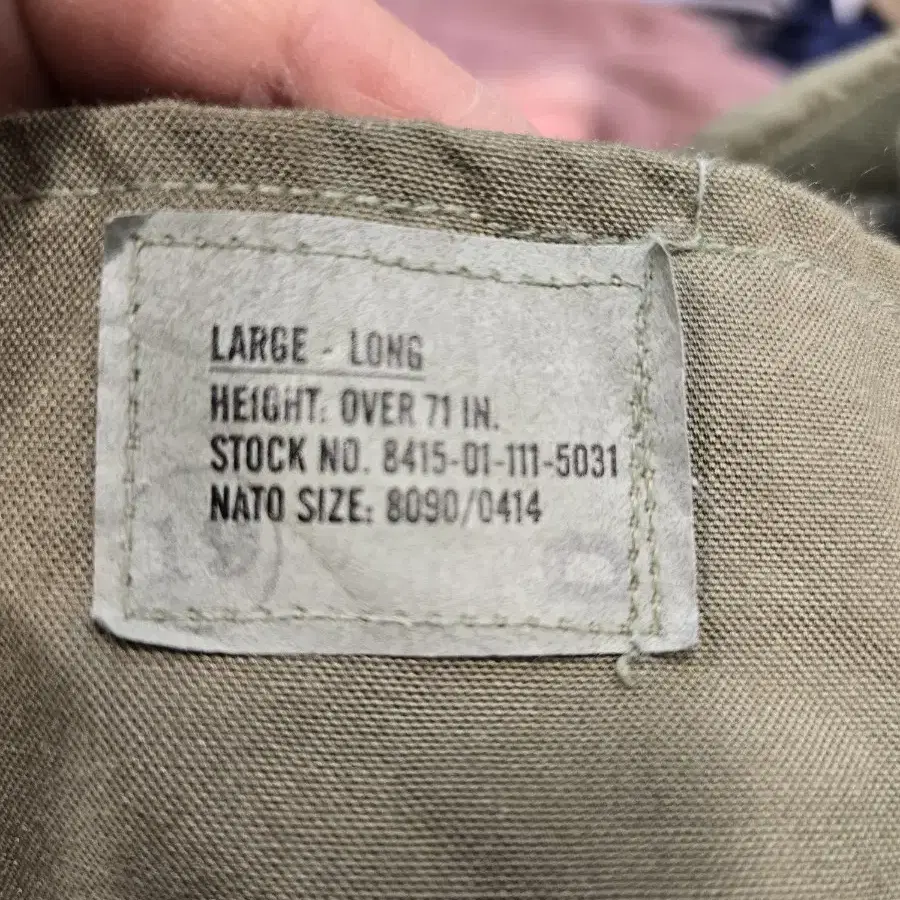 LARGE - LONG
HEIGHT: OVER 71 IN.
STOCK NO. 8415-01-111-5031
NATO SIZE: 8090/0414